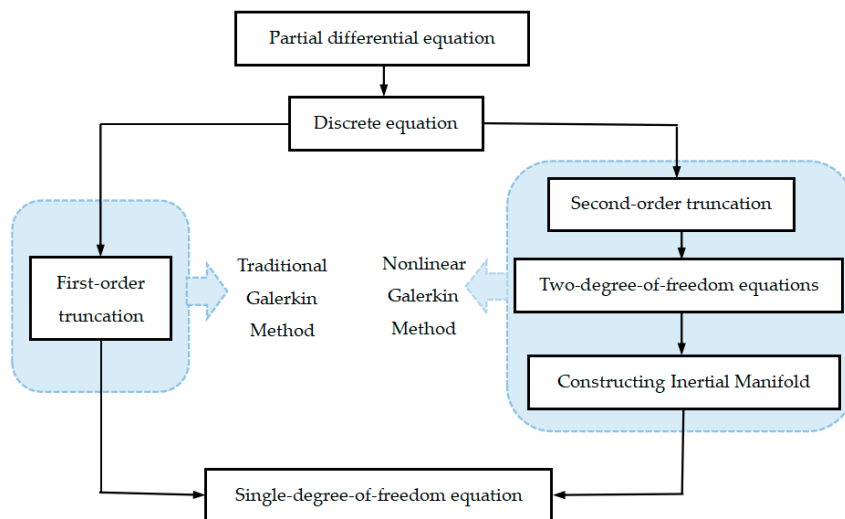 Partial differential equation
Discrete equation
Second-order truncation
First-order
truncation
Traditional
Galerkin
Method
Nonlinear
Galerkin
Method
Two-degree-of-freedom equations
Constructing Inertial Manifold
Single-degree-of-freedom equation